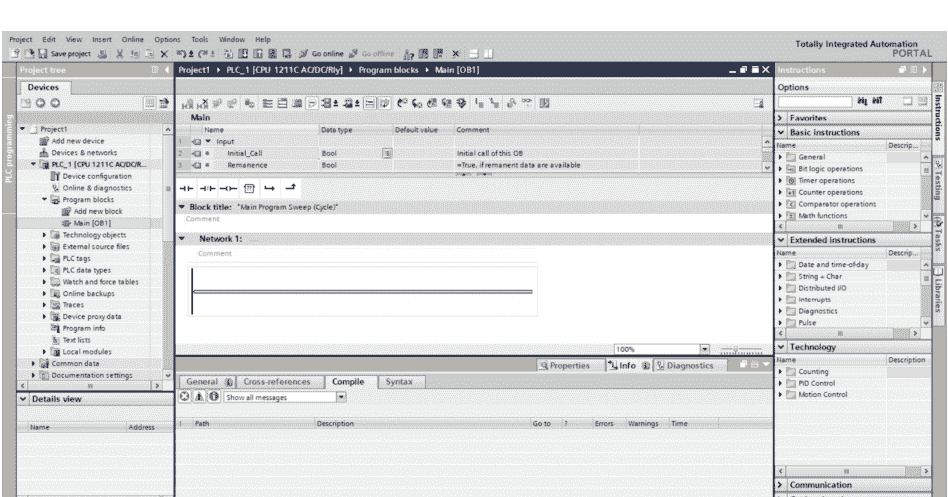 Project Edit View Insert Online Options Tools Window Help
Totally Integrated Automation
PORTAL
Save project
Go online
Go offline
Project tree
Project1 PLC_1 [CPU 1211C AC/DC/Rly] Program blocks Main [OB1]
Instructions
Devices
Options
PLC programming
Project1
Add new device
Devices & networks
PLC_1 [CPU 1211C AC/DC/R...
Device configuration
Online & diagnostics
Program blocks
Add new block
Main [OB1]
Technology objects
External source files
PLC tags
PLC data types
Watch and force tables
Online backups
Traces
Device proxy data
Program info
Text lists
Local modules
Common data
Documentation settings
Details view
Name Address
Main
Name Data type Default value Comment
1 Input
2 Initial_Call Bool Initial call of this OB
3 Remanence Bool =True, if remanent data are available
Block title: "Main Program Sweep (Cycle)"
Comment
Network 1: ....
Comment
100%
Properties Info Diagnostics
General Cross-references Compile Syntax
Show all messages
! Path Description Go to ? Errors Warnings Time
Favorites
Basic instructions
Name Descrip...
General
Bit logic operations
Timer operations
Counter operations
Comparator operations
Math functions
Extended instructions
Name Descrip...
Date and time-of-day
String + Char
Distributed I/O
Interrupts
Diagnostics
Pulse
Technology
Name Description
Counting
PID Control
Motion Control
Communication
Instructions
Testing
Tasks
Libraries